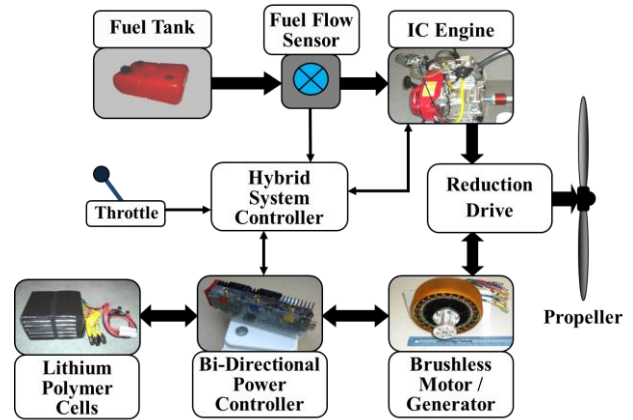 Fuel Tank
Fuel Flow
Sensor
IC Engine
Throttle
Hybrid
System
Controller
Reduction
Drive
Propeller
Lithium
Polymer
Cells
Bi-Directional
Power
Controller
Brushless
Motor /
Generator